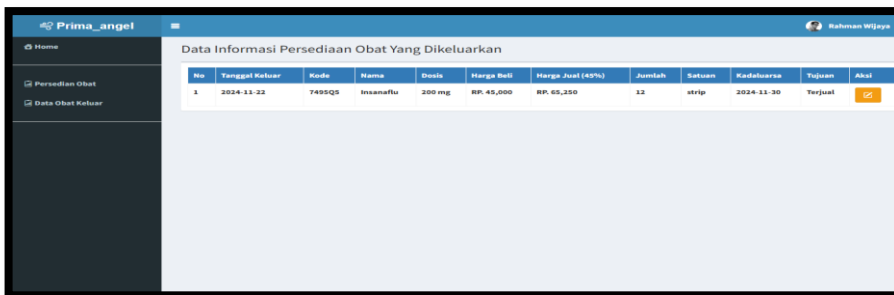 Prima_angel
Rahman Wijaya
Home
Data Informasi Persediaan Obat Yang Dikeluarkan
Persedian Obat
Data Obat Keluar
No Tanggal Keluar Kode Nama Dosis Harga Beli Harga Jual (45%) Jumlah Satuan Kadaluarsa Tujuan Aksi
1 2024-11-22 7495Q5 Insanaflu 200 mg RP. 45,000 RP. 65,250 12 strip 2024-11-30 Terjual